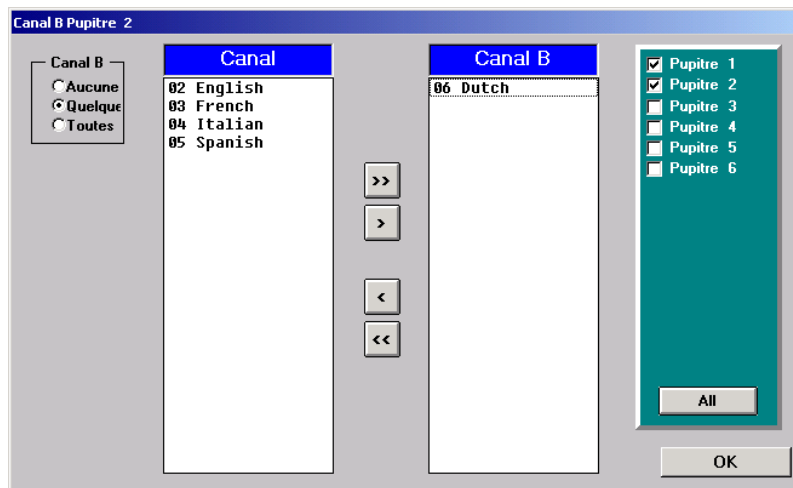 Canal B Pupitre 2
Canal B
Aucune
Quelque
Toutes
Canal
02 English
03 French
04 Italian
05 Spanish
>>
>
<
<<
Canal B
06 Dutch
Pupitre 1
Pupitre 2
Pupitre 3
Pupitre 4
Pupitre 5
Pupitre 6
All
OK